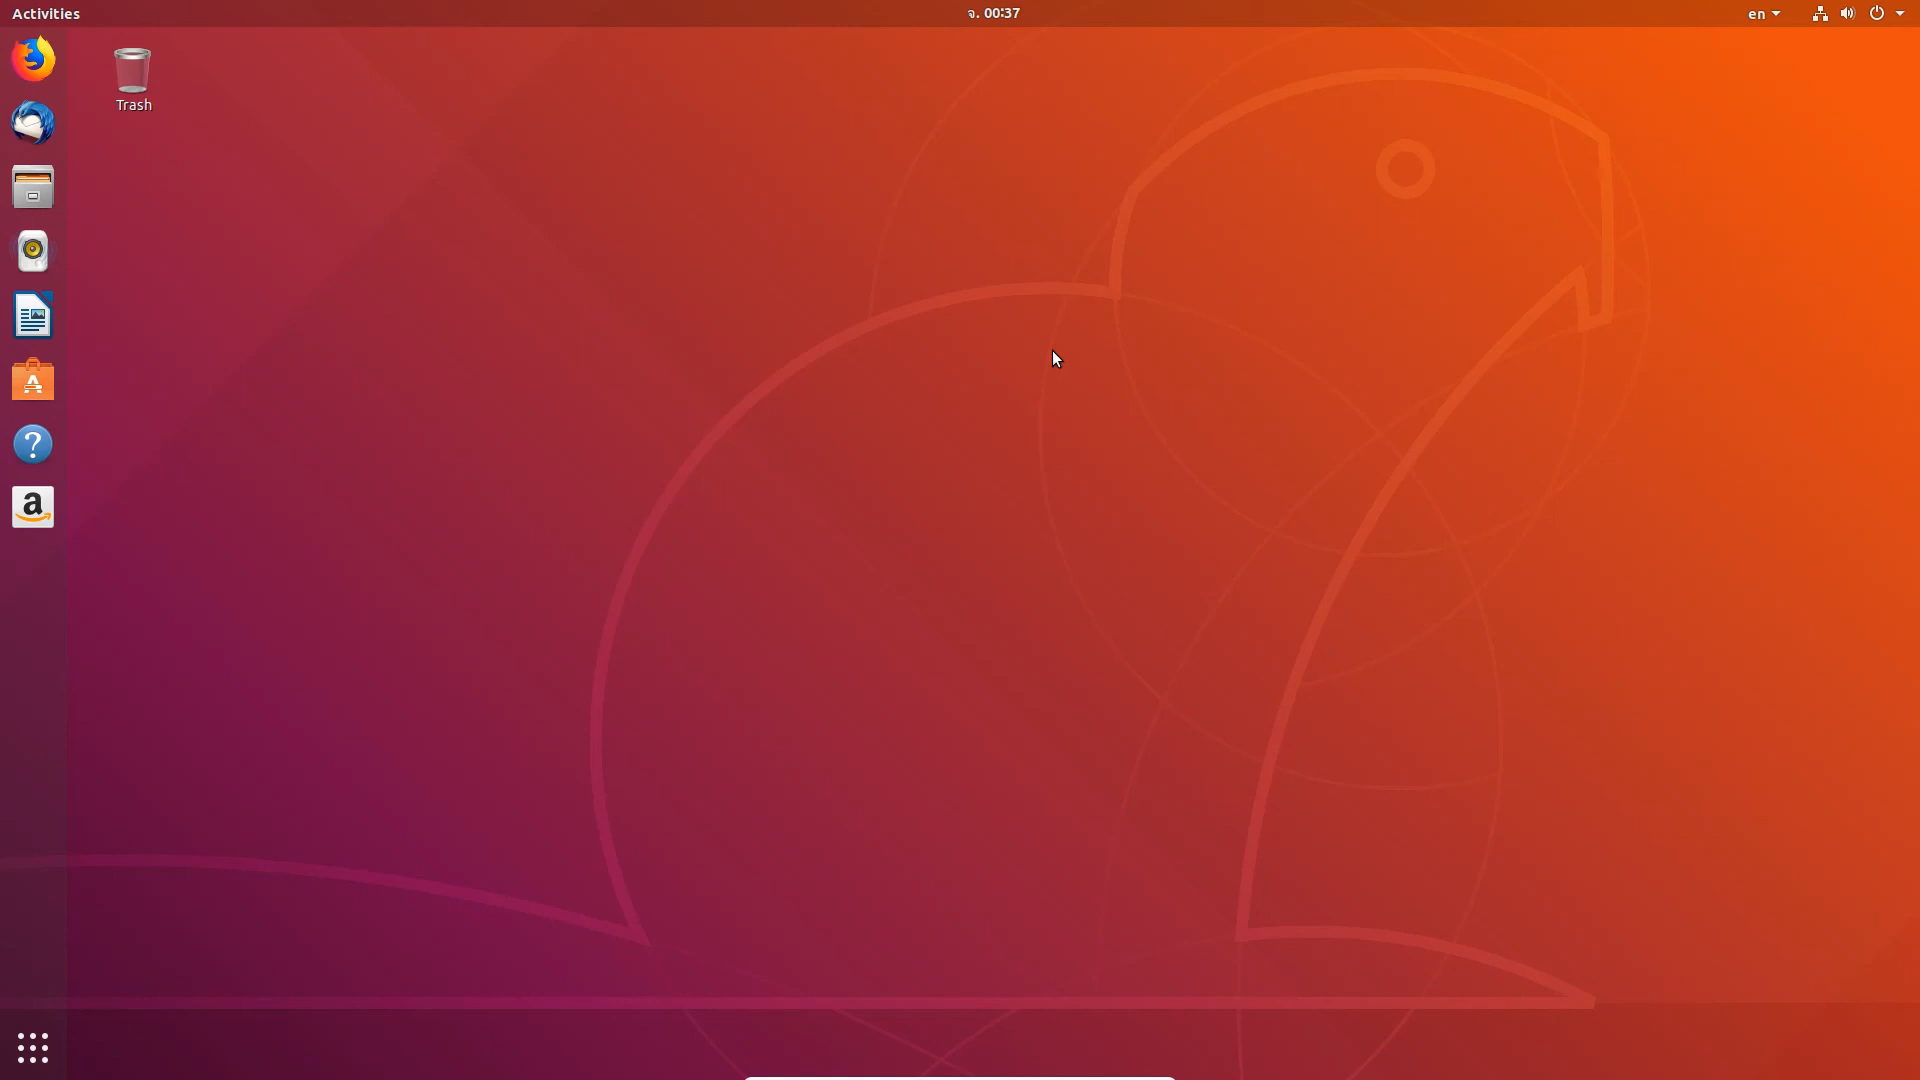 Activities
จ. 00:37
en
Trash